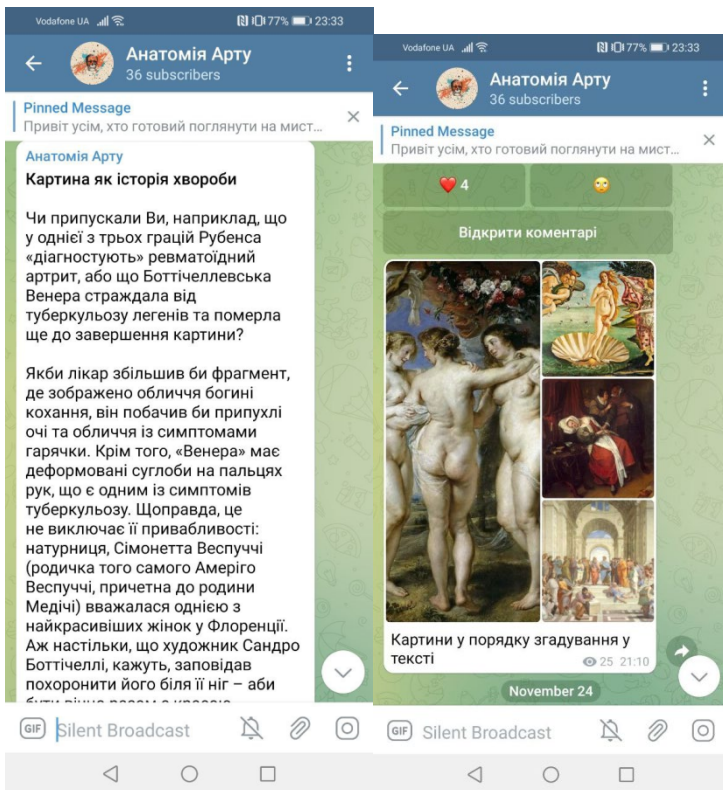 Vodafone UA 77% 23:33
Анатомія Арту
36 subscribers
Pinned Message
Привіт усім, хто готовий поглянути на мист...
Анатомія Арту
Картина як історія хвороби
Чи припускали Ви, наприклад, що
у однієї з трьох грацій Рубенса
«діагностують» ревматоїдний
артрит, або що Боттічеллевська
Венера страждала від
туберкульозу легенів та померла
ще до завершення картини?
Якби лікар збільшив би фрагмент,
де зображено обличчя богині
кохання, він побачив би припухлі
очі та обличчя із симптомами
гарячки. Крім того, «Венера» має
деформовані суглоби на пальцях
рук, що є одним із симптомів
туберкульозу. Щоправда, це
не виключає її привабливості:
натурниця, Сімонетта Веспуччі
(родичка того самого Амеріго
Веспуччі, причетна до родини
Медічі) вважалася однією з
найкрасивіших жінок у Флоренції.
Аж настільки, що художник Сандро
Боттічеллі, кажуть, заповідав
похоронити його біля її ніг – аби
GIF Silent Broadcast
Vodafone UA 77% 23:33
Анатомія Арту
36 subscribers
Pinned Message
Привіт усім, хто готовий поглянути на мист...
4
Відкрити коментарі
Картини у порядку згадування у
тексті
25 21:10
November 24
GIF Silent Broadcast